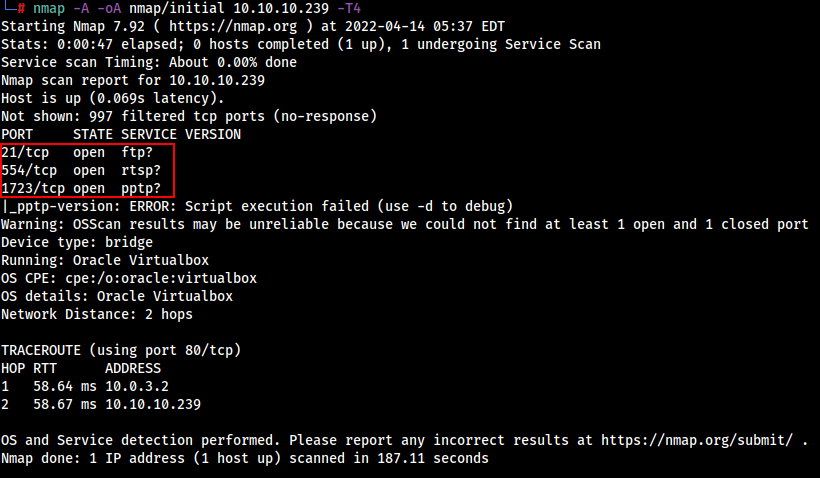 └─# nmap -A -oA nmap/initial 10.10.10.239 -T4
Starting Nmap 7.92 ( https://nmap.org ) at 2022-04-14 05:37 EDT
Stats: 0:00:47 elapsed; 0 hosts completed (1 up), 1 undergoing Service Scan
Service scan Timing: About 0.00% done
Nmap scan report for 10.10.10.239
Host is up (0.069s latency).
Not shown: 997 filtered tcp ports (no-response)
PORT     STATE SERVICE VERSION
21/tcp   open  ftp?
554/tcp  open  rtsp?
1723/tcp open  pptp?
|_pptp-version: ERROR: Script execution failed (use -d to debug)
Warning: OSScan results may be unreliable because we could not find at least 1 open and 1 closed port
Device type: bridge
Running: Oracle Virtualbox
OS CPE: cpe:/o:oracle:virtualbox
OS details: Oracle Virtualbox
Network Distance: 2 hops

TRACEROUTE (using port 80/tcp)
HOP RTT      ADDRESS
1   58.64 ms 10.0.3.2
2   58.67 ms 10.10.10.239

OS and Service detection performed. Please report any incorrect results at https://nmap.org/submit/ .
Nmap done: 1 IP address (1 host up) scanned in 187.11 seconds